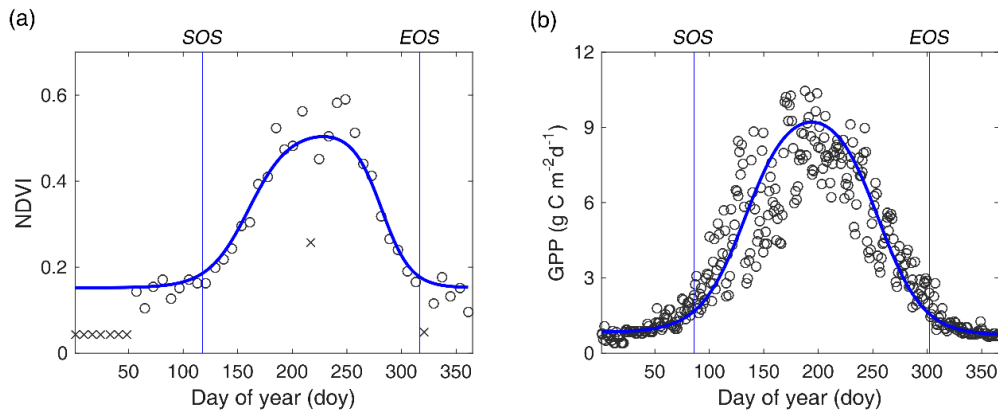 (a)
SOS EOS
NDVI
0.6
0.4
0.2
0
50 100 150 200 250 300 350
Day of year (doy)
(b)
SOS EOS
GPP (g C m⁻²d⁻¹)
12
9
6
3
0
50 100 150 200 250 300 350
Day of year (doy)